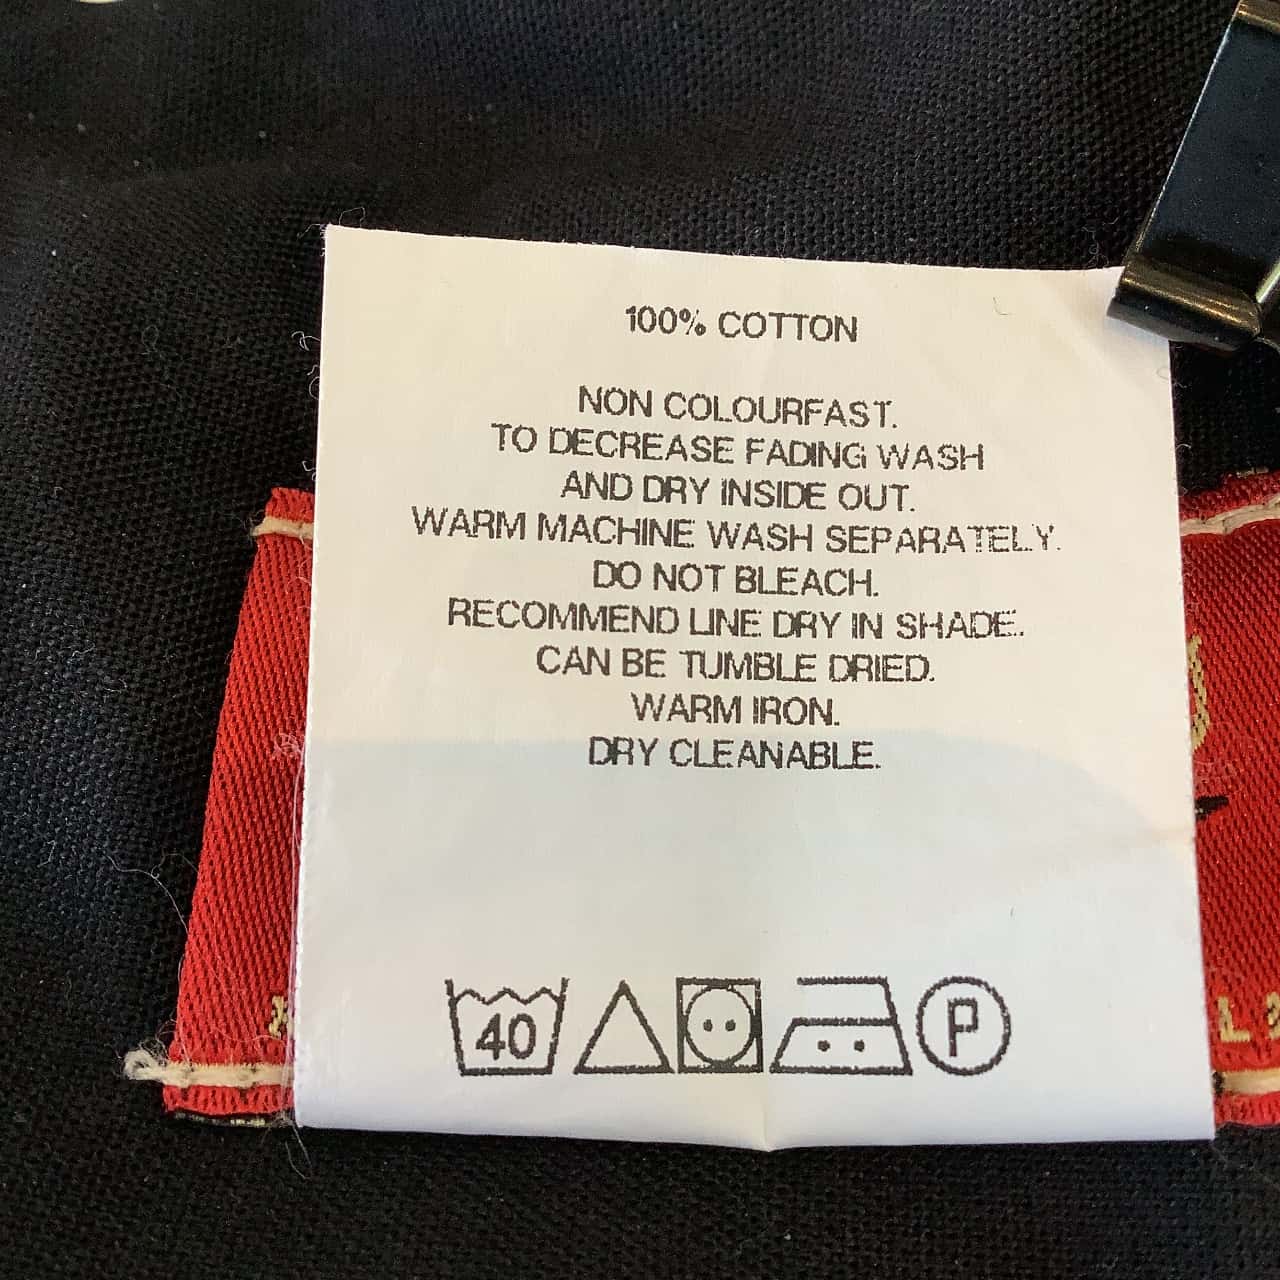 100% COTTON
NON COLOURFAST.
TO DECREASE FADING WASH
AND DRY INSIDE OUT.
WARM MACHINE WASH SEPARATELY.
DO NOT BLEACH.
RECOMMEND LINE DRY IN SHADE.
CAN BE TUMBLE DRIED.
WARM IRON.
DRY CLEANABLE.
40 P